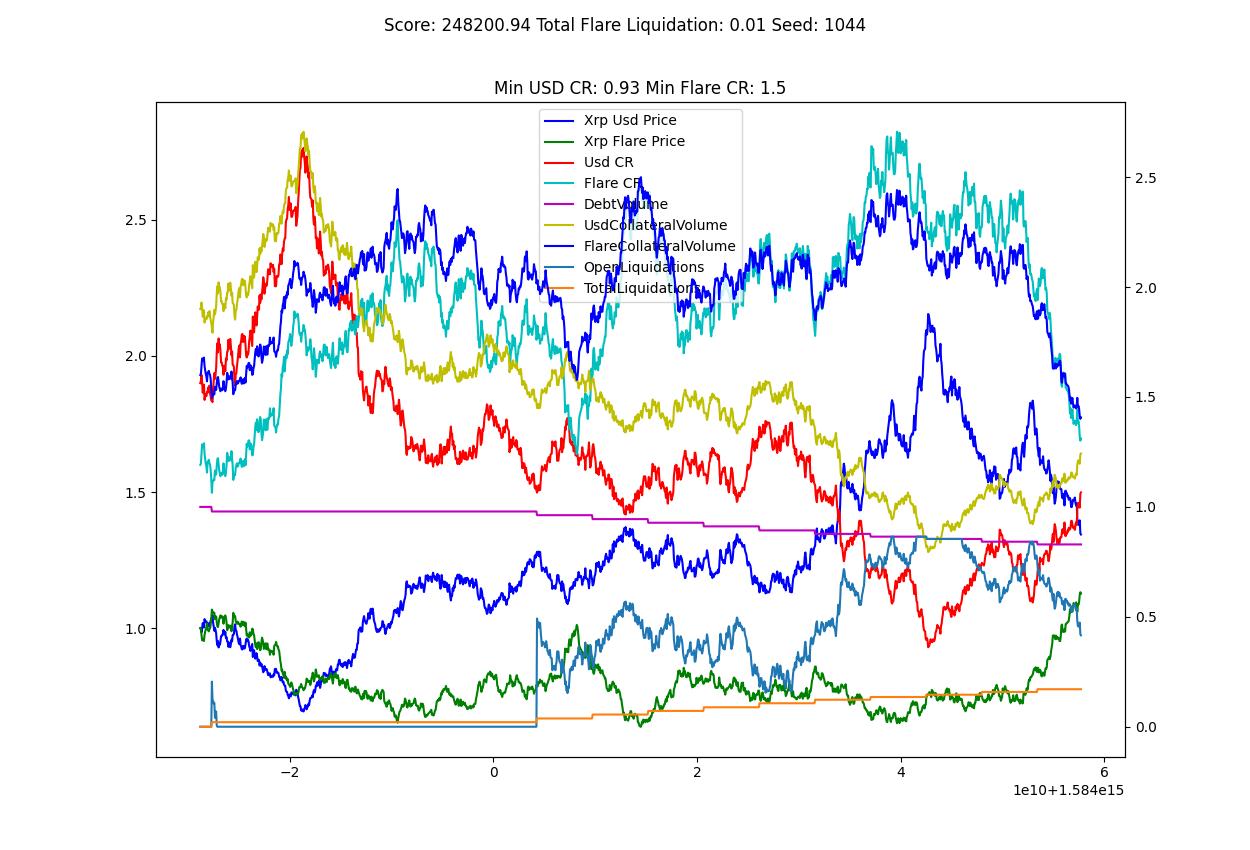 Score: 248200.94 Total Flare Liquidation: 0.01 Seed: 1044
Min USD CR: 0.93 Min Flare CR: 1.5
Xrp Usd Price
Xrp Flare Price
Usd CR
Flare CR
DebtVolume
UsdCollateralVolume
FlareCollateralVolume
OpenLiquidations
TotalLiquidations
2.5
2.0
1.5
1.0
2.5
2.0
1.5
1.0
0.5
0.0
−2 0 2 4 6
1e10+1.584e15